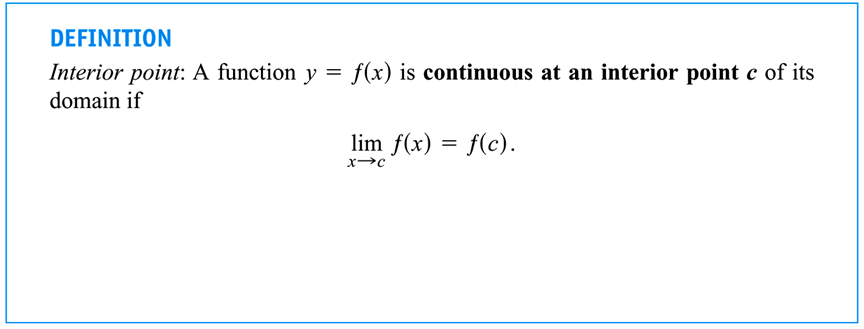 DEFINITION
Interior point: A function y = f(x) is continuous at an interior point c of its
domain if
lim f(x) = f(c).
x→c